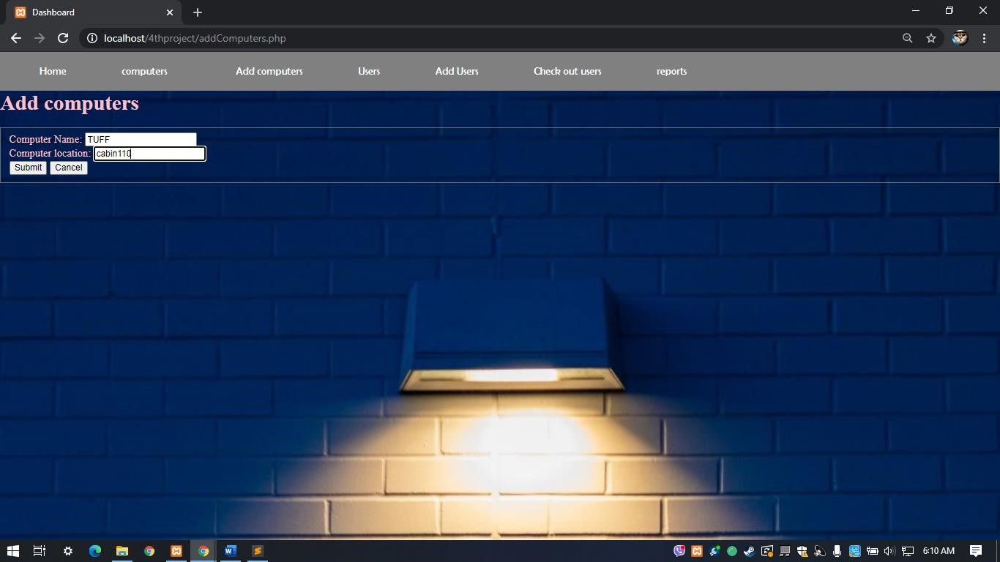 Dashboard
localhost/4thproject/addComputers.php
Home computers Add computers Users Add Users Check out users reports
Add computers
Computer Name: TUFF
Computer location: cabin110
Submit Cancel
6:10 AM